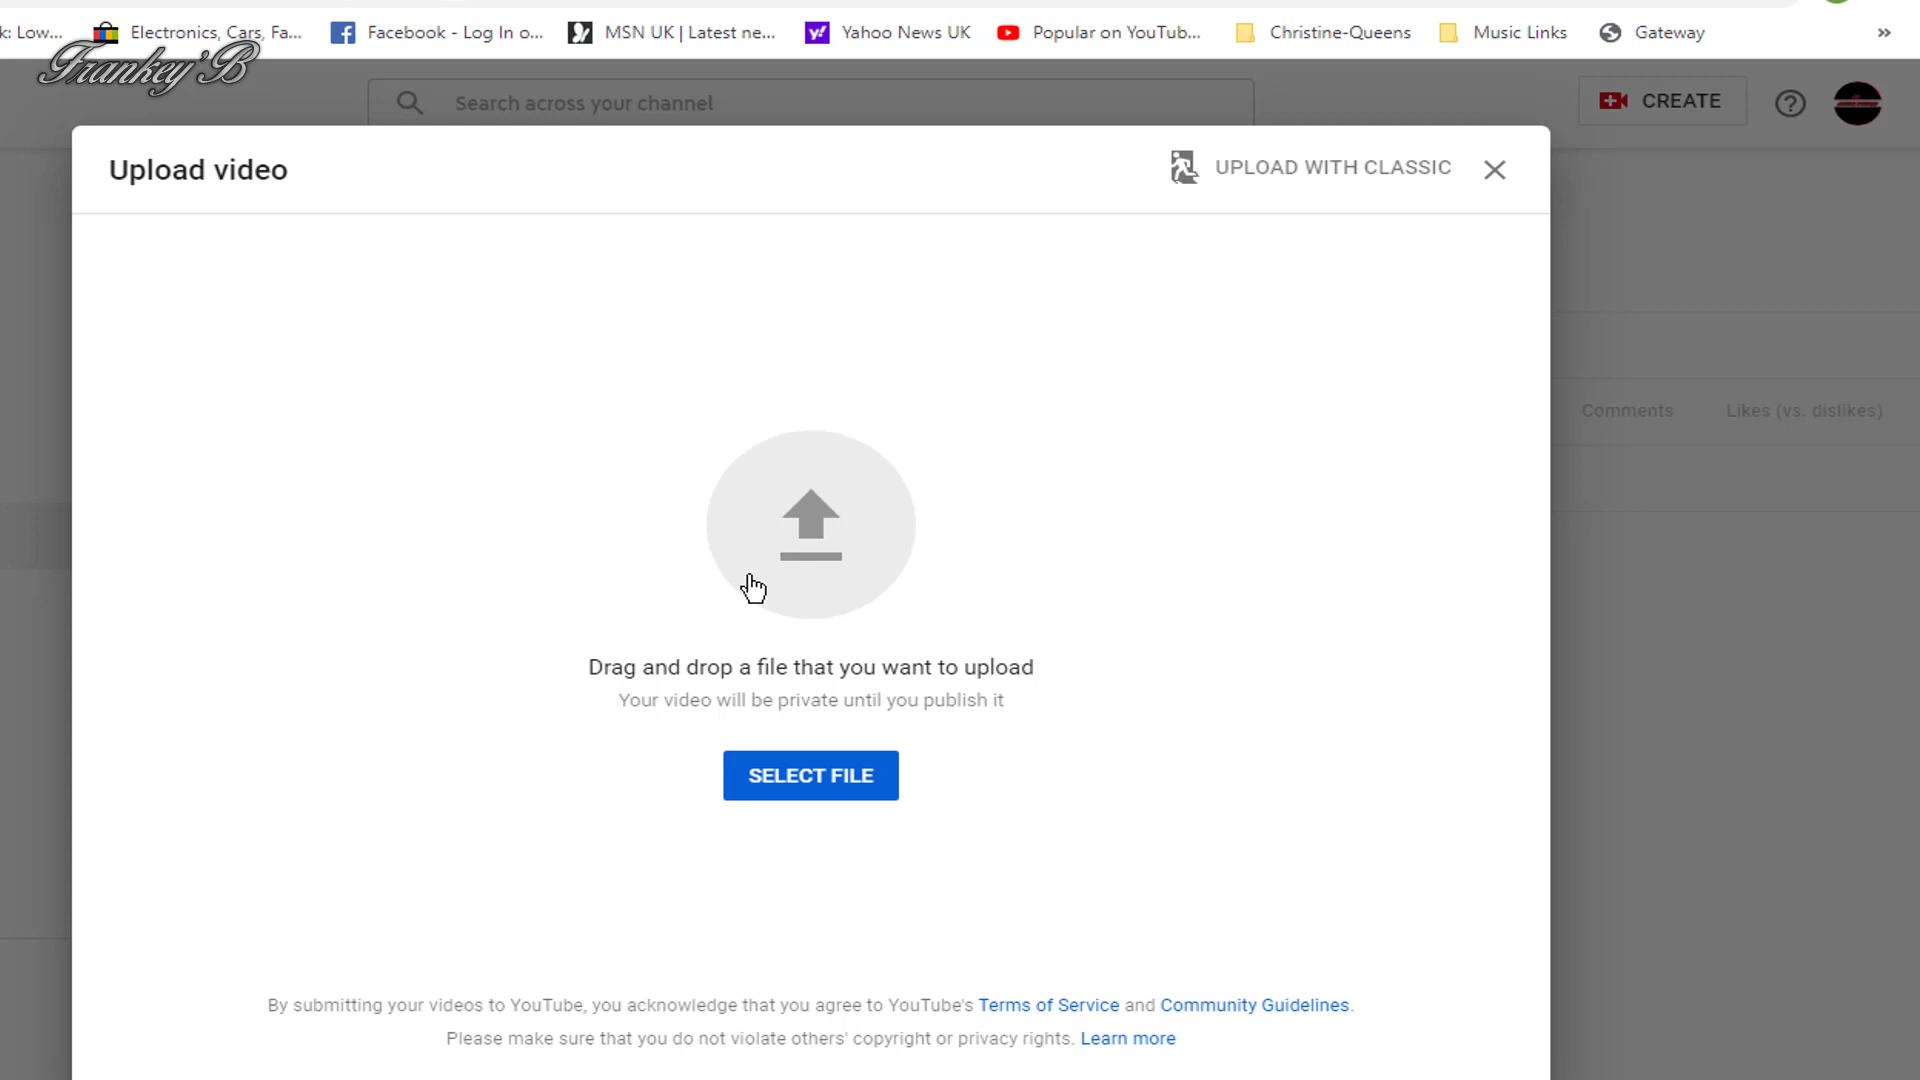 k: Low...
Electronics, Cars, Fa...
Facebook - Log In o...
MSN UK | Latest ne...
Yahoo News UK
Popular on YouTub...
Christine-Queens
Music Links
Gateway
»
Frankey'B
Search across your channel
CREATE
Upload video
UPLOAD WITH CLASSIC
Comments
Likes (vs. dislikes)
Drag and drop a file that you want to upload
Your video will be private until you publish it
SELECT FILE
By submitting your videos to YouTube, you acknowledge that you agree to YouTube's Terms of Service and Community Guidelines.
Please make sure that you do not violate others' copyright or privacy rights. Learn more